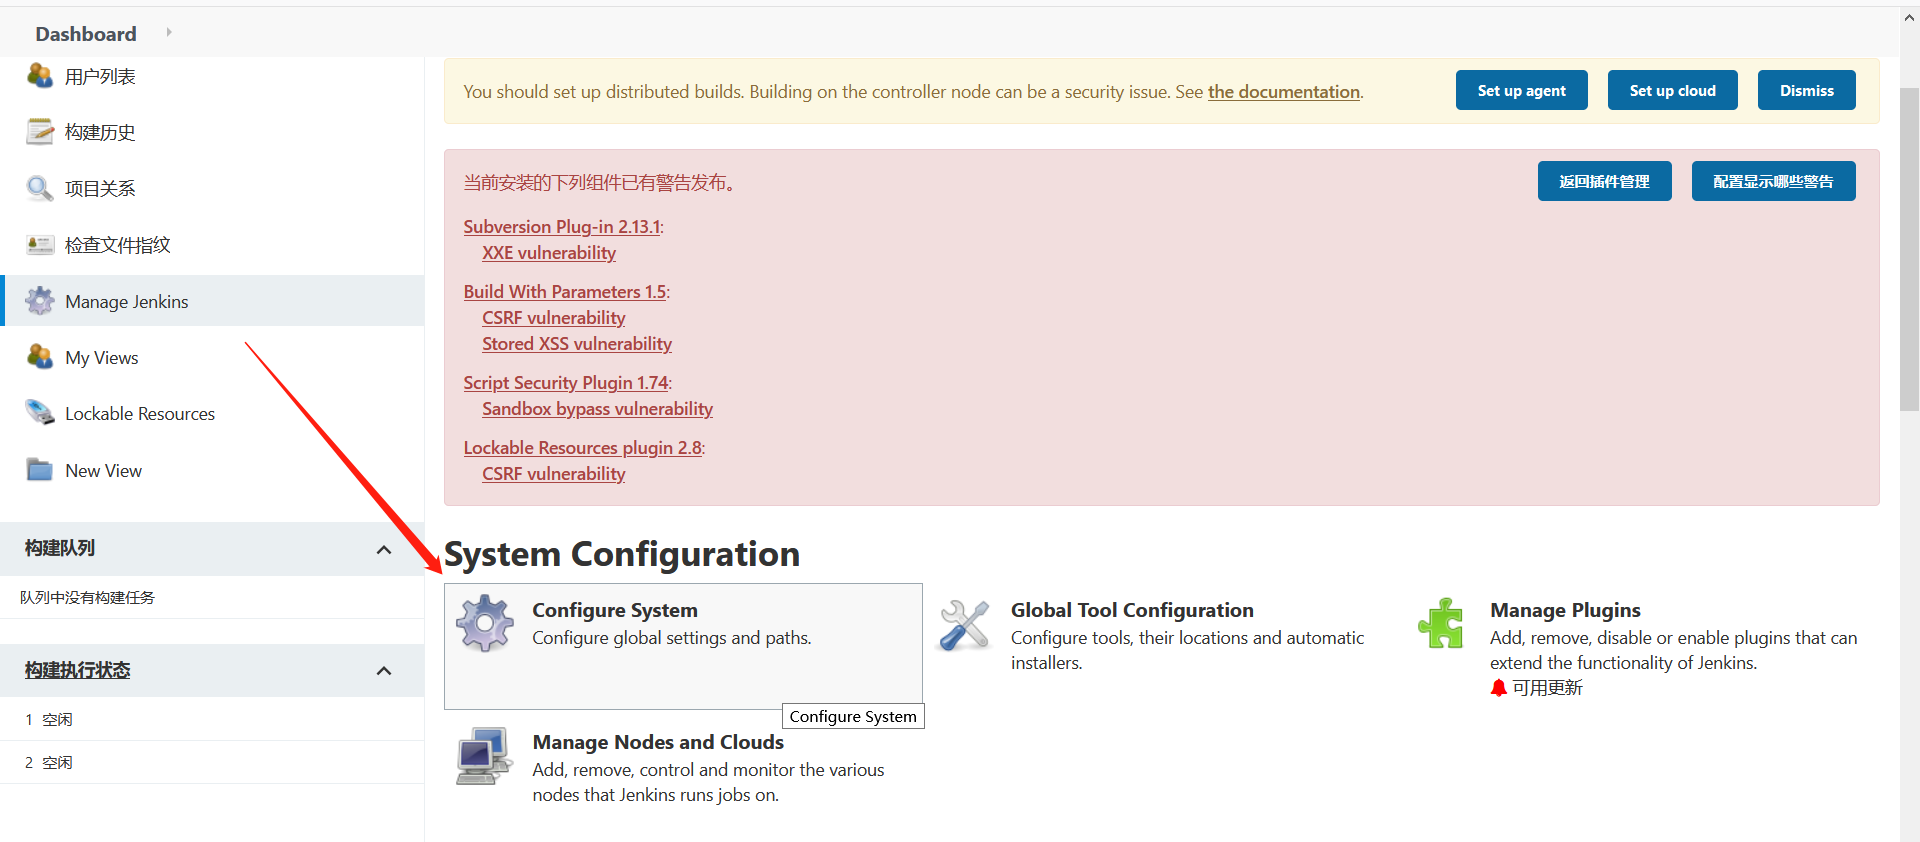 Dashboard
用户列表
构建历史
项目关系
检查文件指纹
Manage Jenkins
My Views
Lockable Resources
New View
构建队列
队列中没有构建任务
构建执行状态
1 空闲
2 空闲
You should set up distributed builds. Building on the controller node can be a security issue. See the documentation.
Set up agent
Set up cloud
Dismiss
当前安装的下列组件已有警告发布。
返回插件管理
配置显示哪些警告
Subversion Plug-in 2.13.1:
XXE vulnerability
Build With Parameters 1.5:
CSRF vulnerability
Stored XSS vulnerability
Script Security Plugin 1.74:
Sandbox bypass vulnerability
Lockable Resources plugin 2.8:
CSRF vulnerability
System Configuration
Configure System
Configure global settings and paths.
Configure System
Global Tool Configuration
Configure tools, their locations and automatic
installers.
Manage Plugins
Add, remove, disable or enable plugins that can
extend the functionality of Jenkins.
可用更新
Manage Nodes and Clouds
Add, remove, control and monitor the various
nodes that Jenkins runs jobs on.